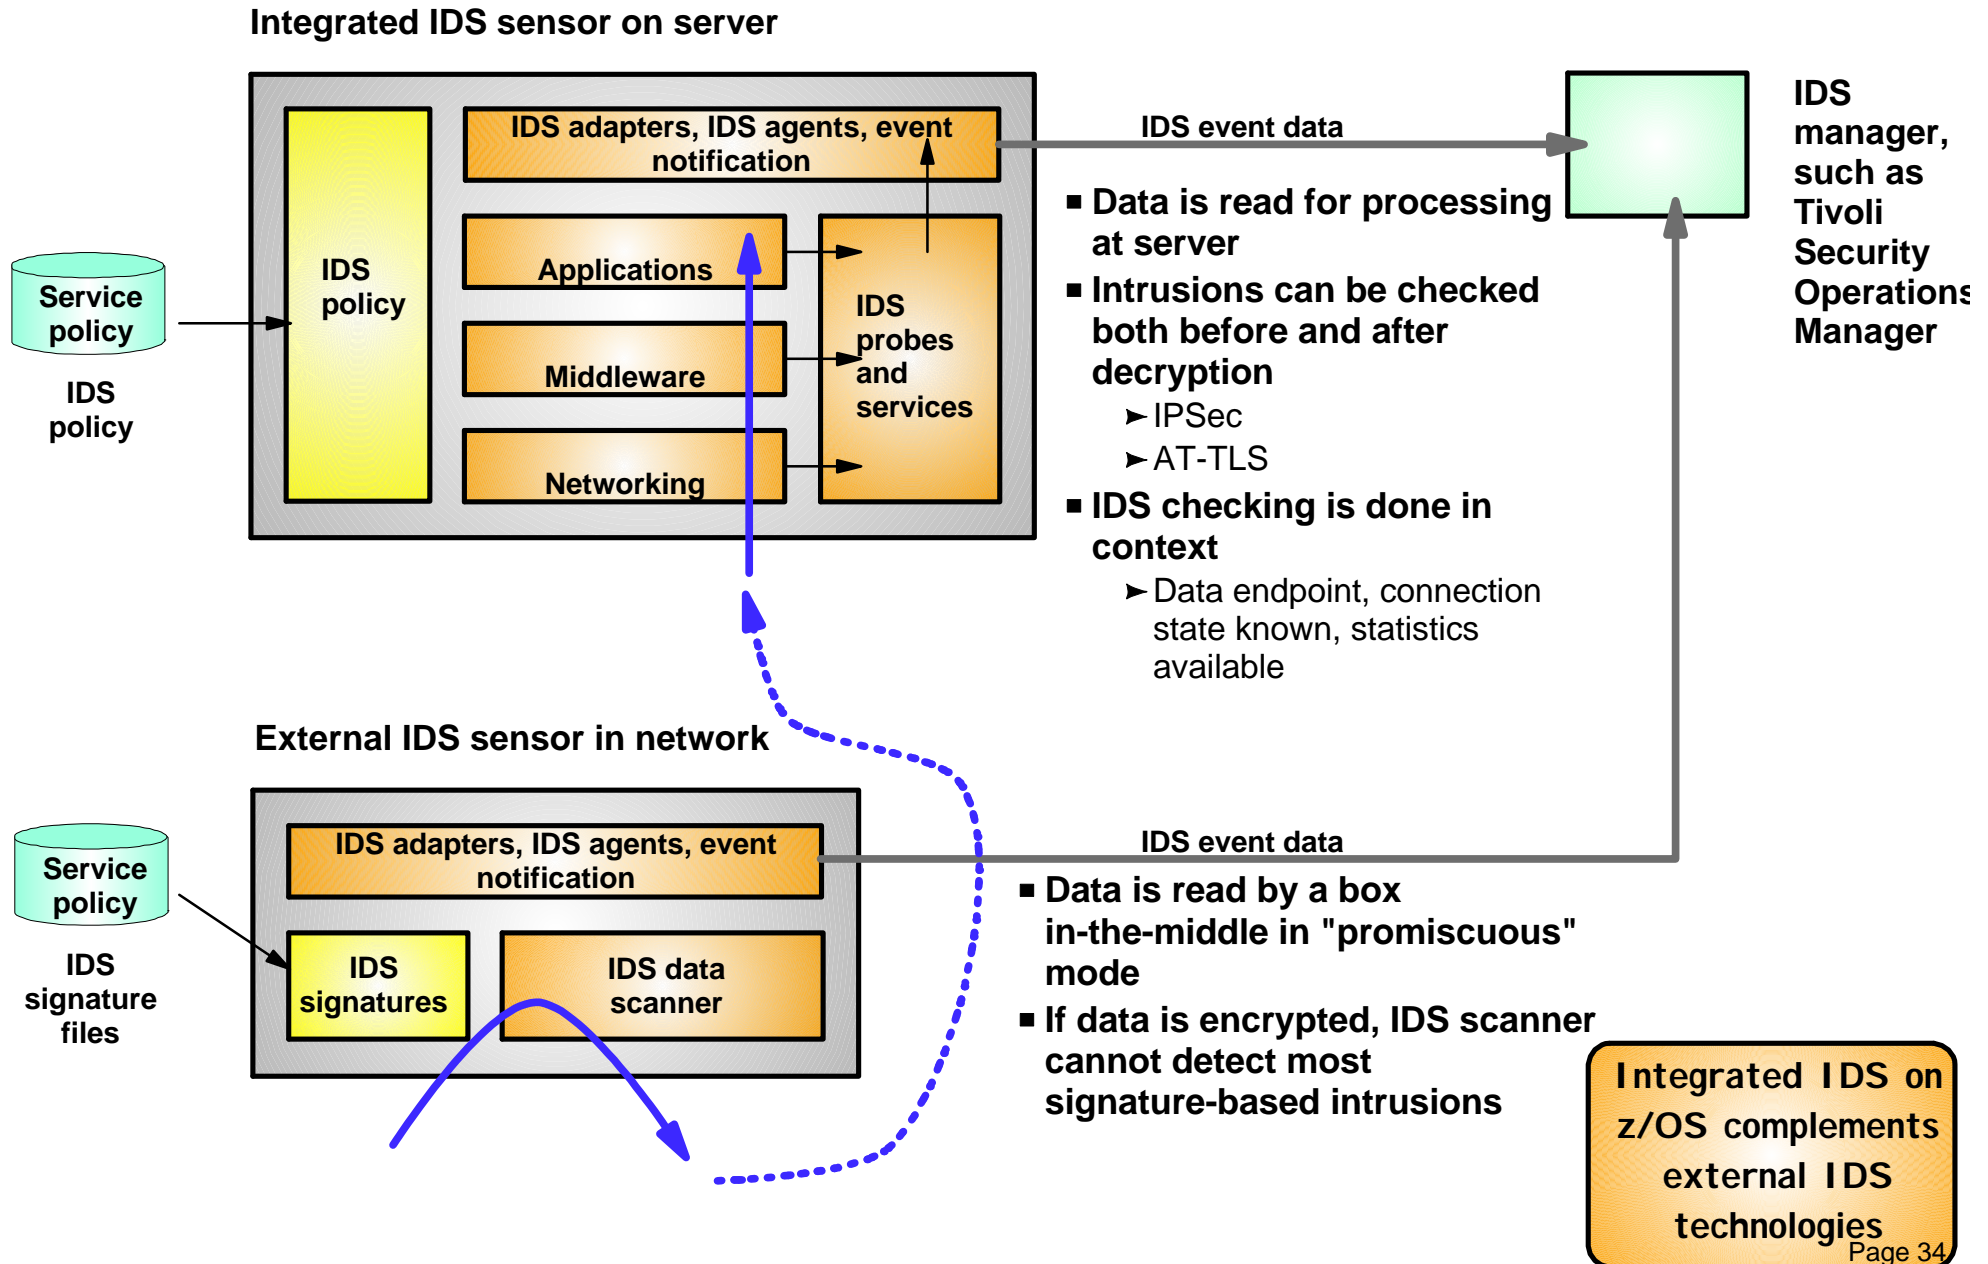 Integrated IDS sensor on server
Service
policy
IDS
policy
IDS
policy
IDS adapters, IDS agents, event
notification
Applications
Middleware
Networking
IDS
probes
and
services
IDS event data
■ Data is read for processing
at server
■ Intrusions can be checked
both before and after
decryption
➤ IPSec
➤ AT-TLS
■ IDS checking is done in
context
➤ Data endpoint, connection
state known, statistics
available
IDS
manager,
such as
Tivoli
Security
Operations
Manager
External IDS sensor in network
Service
policy
IDS
signature
files
IDS adapters, IDS agents, event
notification
IDS
signatures
IDS data
scanner
IDS event data
■ Data is read by a box
in-the-middle in "promiscuous"
mode
■ If data is encrypted, IDS scanner
cannot detect most
signature-based intrusions
Integrated IDS on
z/OS complements
external IDS
technologies
Page 34